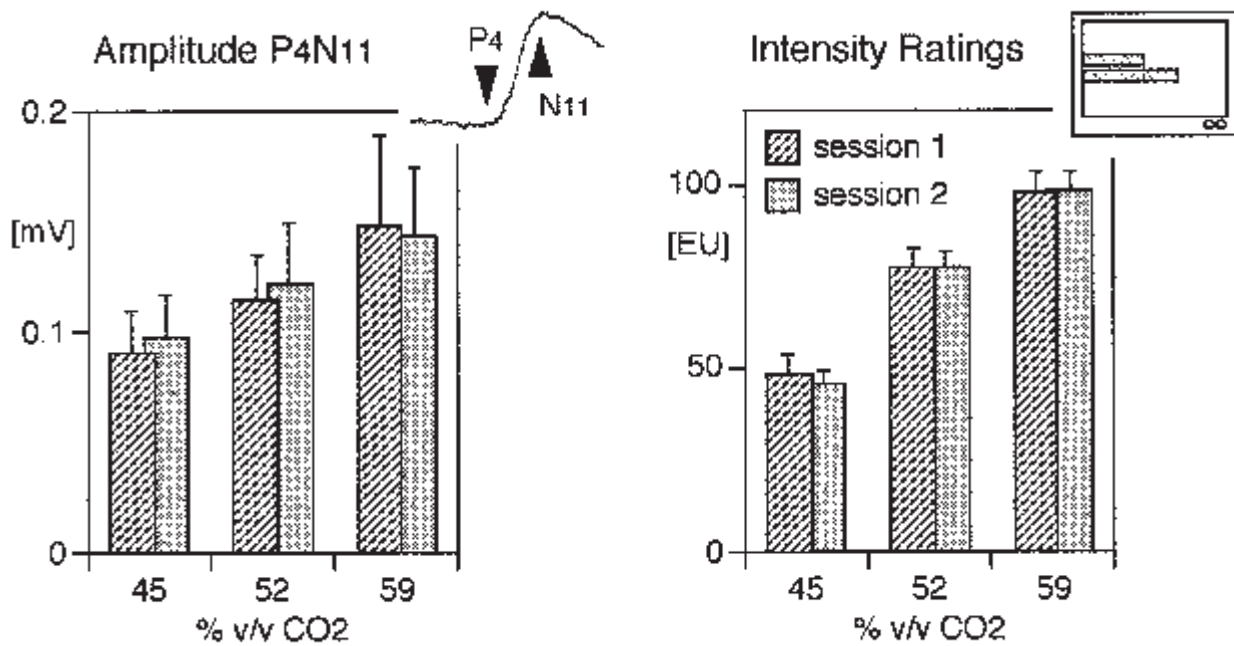 Amplitude P4N11
P4
N11
0.2
[mV]
0.1
0
45 52 59
% v/v CO2
Intensity Ratings
∞
session 1
session 2
100
[EU]
50
0
45 52 59
% v/v CO2